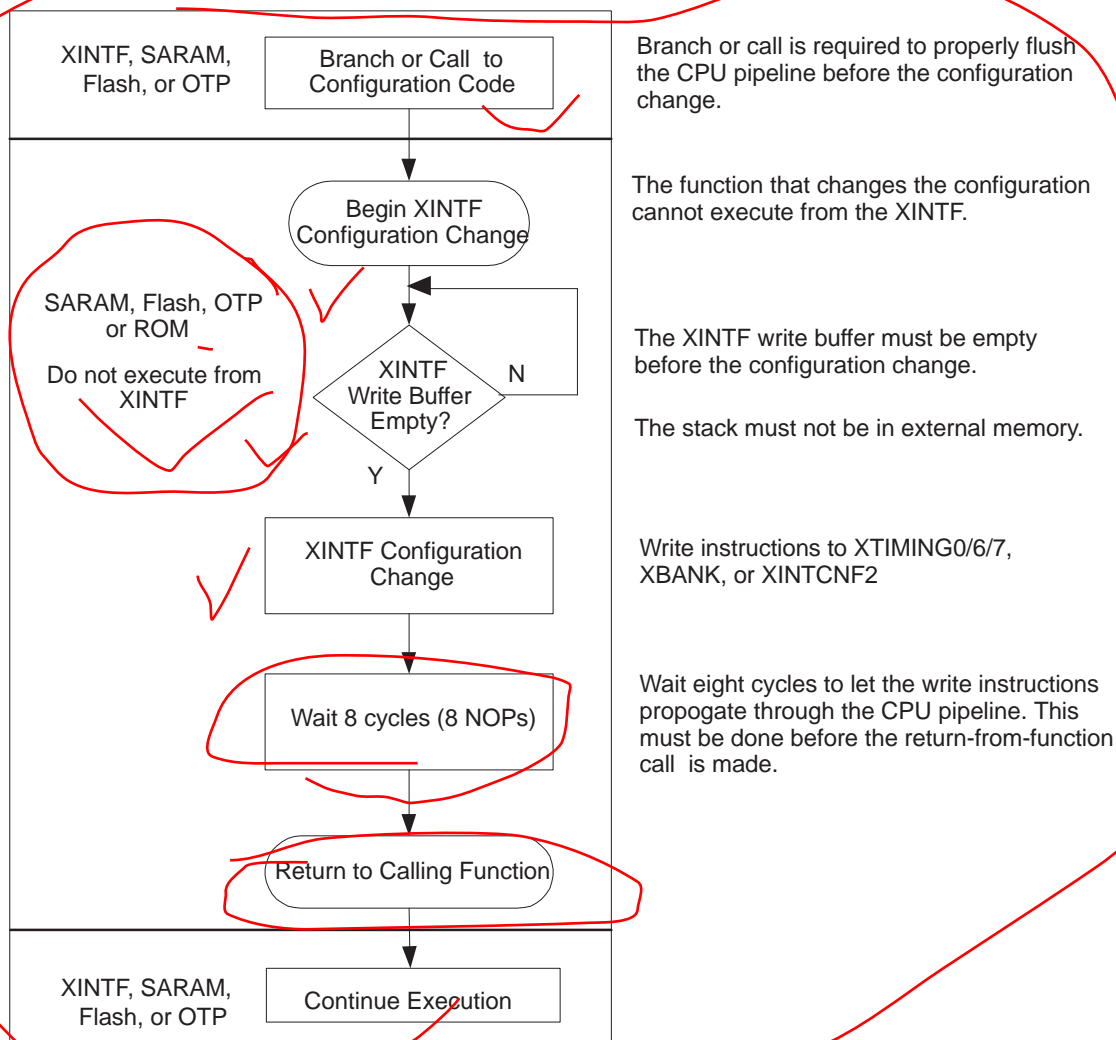 XINTF, SARAM,
Flash, or OTP
Branch or Call to
Configuration Code
Branch or call is required to properly flush
the CPU pipeline before the configuration
change.
Begin XINTF
Configuration Change
The function that changes the configuration
cannot execute from the XINTF.
SARAM, Flash, OTP
or ROM
Do not execute from
XINTF
XINTF
Write Buffer
Empty?
N
Y
The XINTF write buffer must be empty
before the configuration change.
The stack must not be in external memory.
XINTF Configuration
Change
Write instructions to XTIMING0/6/7,
XBANK, or XINTCNF2
Wait 8 cycles (8 NOPs)
Wait eight cycles to let the write instructions
propogate through the CPU pipeline. This
must be done before the return-from-function
call is made.
Return to Calling Function
XINTF, SARAM,
Flash, or OTP
Continue Execution